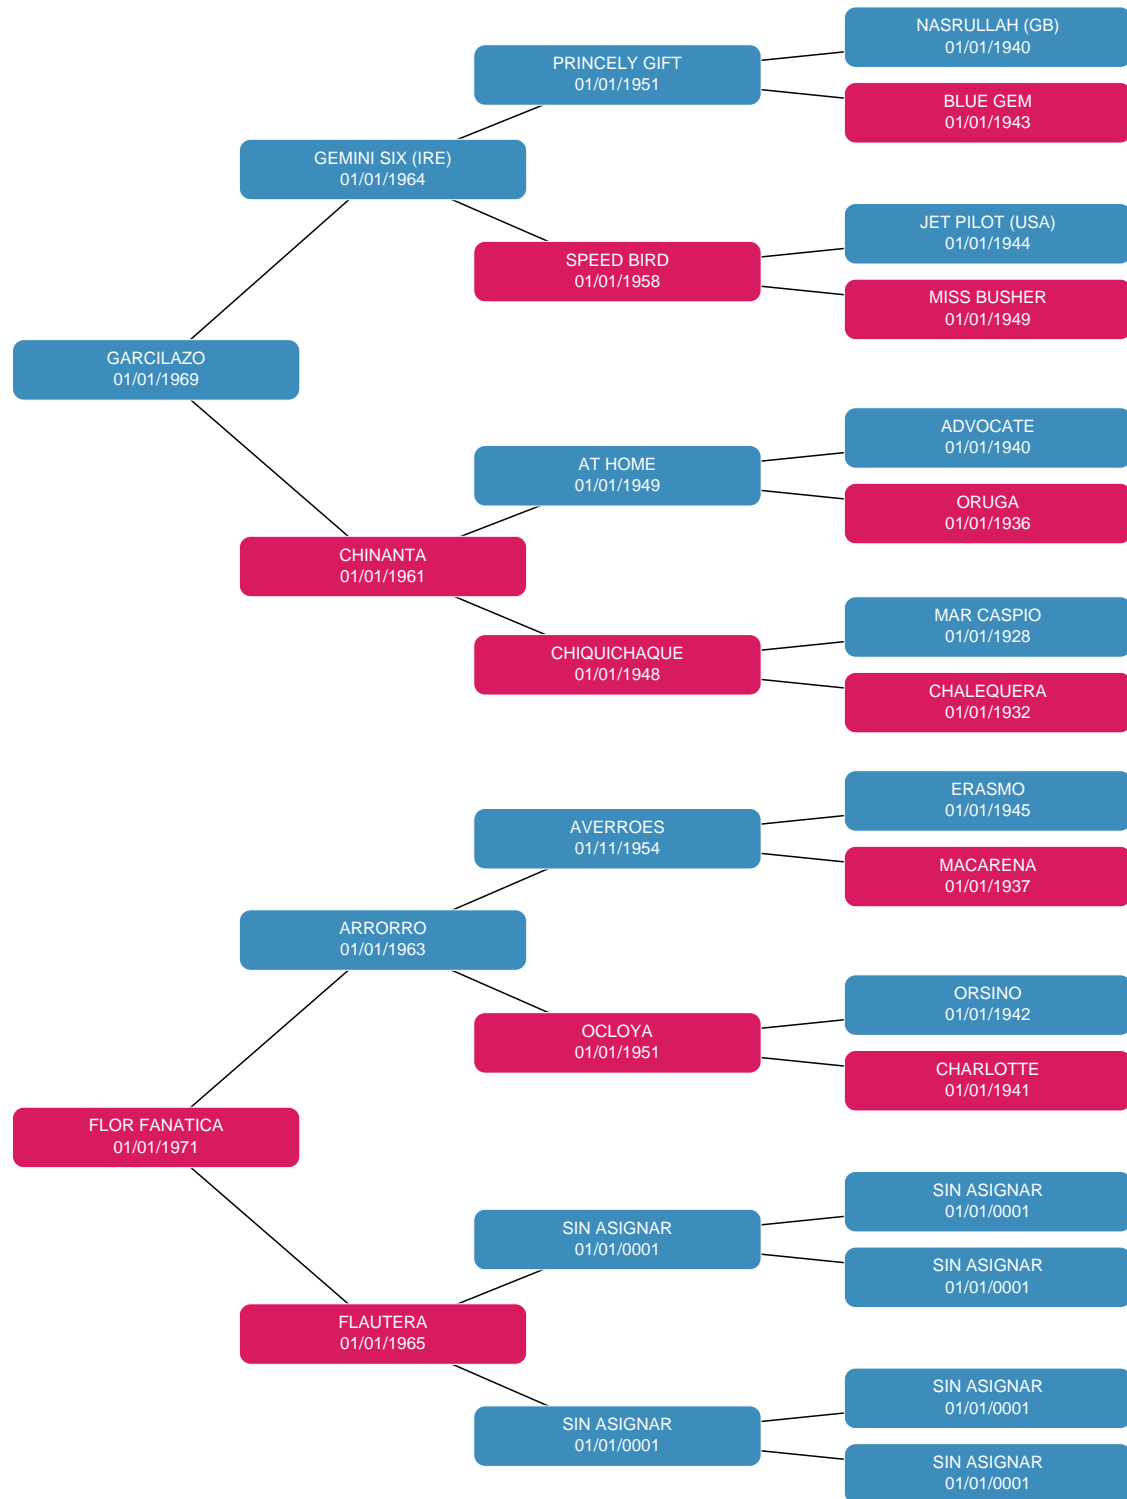 NASRULLAH (GB)
01/01/1940
PRINCELY GIFT
01/01/1951
BLUE GEM
01/01/1943
GEMINI SIX (IRE)
01/01/1964
JET PILOT (USA)
01/01/1944
SPEED BIRD
01/01/1958
MISS BUSHER
01/01/1949
GARCILAZO
01/01/1969
ADVOCATE
01/01/1940
AT HOME
01/01/1949
ORUGA
01/01/1936
CHINANTA
01/01/1961
MAR CASPIO
01/01/1928
CHIQUICHAQUE
01/01/1948
CHALEQUERA
01/01/1932
ERASMO
01/01/1945
AVERROES
01/11/1954
MACARENA
01/01/1937
ARRORRO
01/01/1963
ORSINO
01/01/1942
OCLOYA
01/01/1951
CHARLOTTE
01/01/1941
FLOR FANATICA
01/01/1971
SIN ASIGNAR
01/01/0001
SIN ASIGNAR
01/01/0001
SIN ASIGNAR
01/01/0001
FLAUTERA
01/01/1965
SIN ASIGNAR
01/01/0001
SIN ASIGNAR
01/01/0001
SIN ASIGNAR
01/01/0001